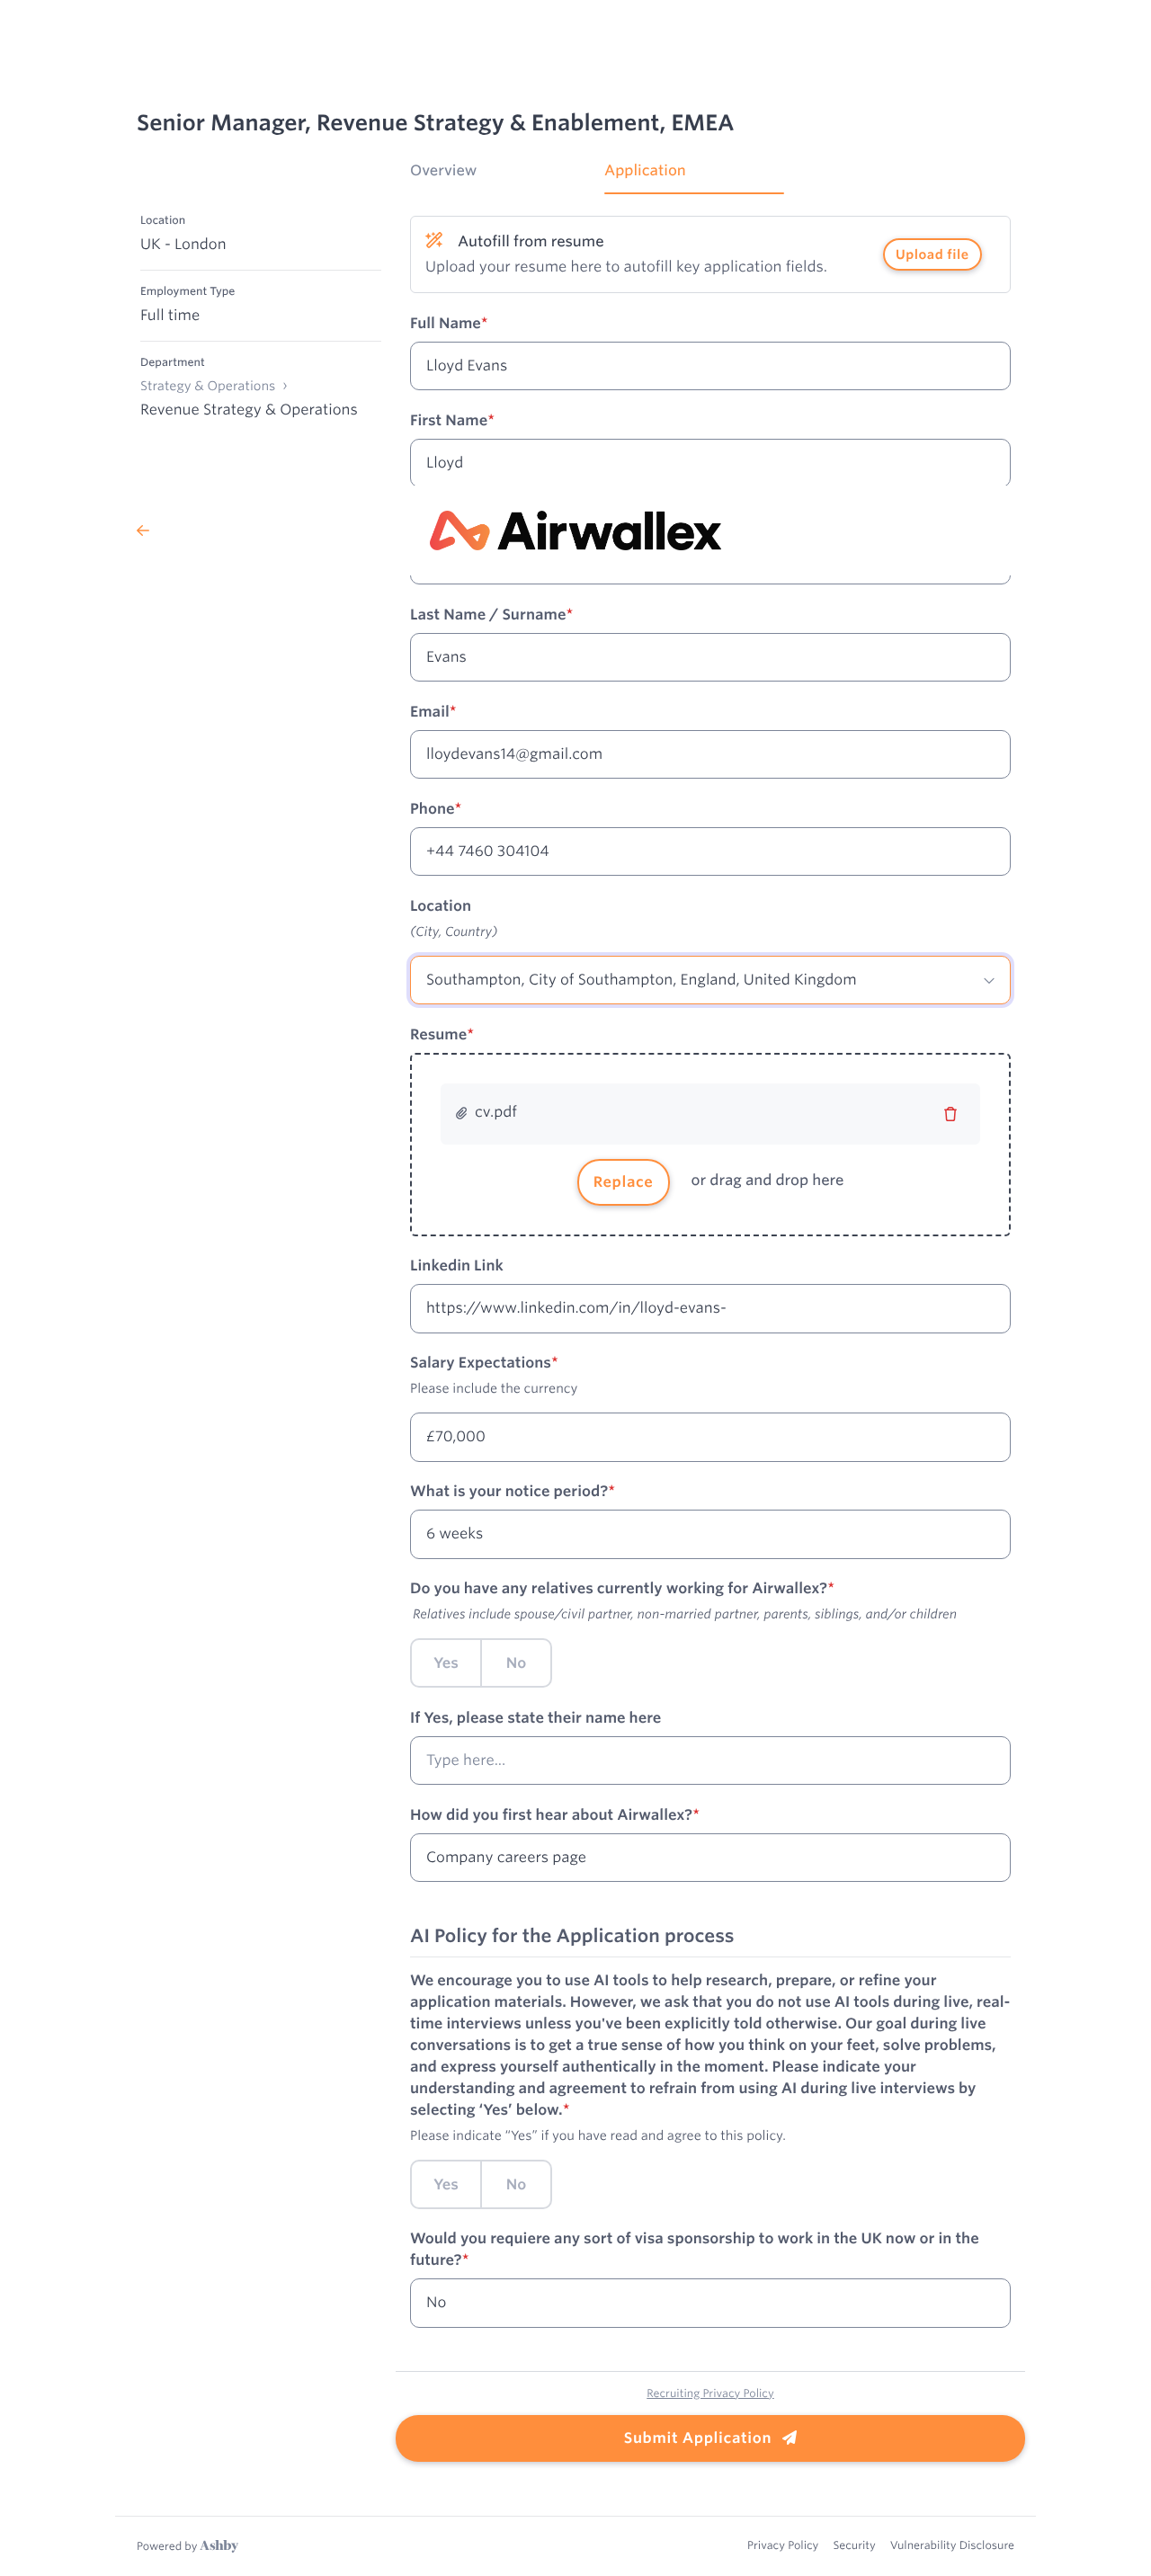 Senior Manager, Revenue Strategy & Enablement, EMEA
Overview
Application
Location
UK - London
Employment Type
Full time
Department
Strategy & Operations ›
Revenue Strategy & Operations
Autofill from resume
Upload your resume here to autofill key application fields.
Upload file
Full Name*
Lloyd Evans
First Name*
Lloyd
Airwallex
Last Name / Surname*
Evans
Email*
lloydevans14@gmail.com
Phone*
+44 7460 304104
Location
(City, Country)
Southampton, City of Southampton, England, United Kingdom
Resume*
cv.pdf
Replace
or drag and drop here
Linkedin Link
https://www.linkedin.com/in/lloyd-evans-
Salary Expectations*
Please include the currency
£70,000
What is your notice period?*
6 weeks
Do you have any relatives currently working for Airwallex?*
Relatives include spouse/civil partner, non-married partner, parents, siblings, and/or children
Yes
No
If Yes, please state their name here
Type here...
How did you first hear about Airwallex?*
Company careers page
AI Policy for the Application process
We encourage you to use AI tools to help research, prepare, or refine your
application materials. However, we ask that you do not use AI tools during live, real-
time interviews unless you've been explicitly told otherwise. Our goal during live
conversations is to get a true sense of how you think on your feet, solve problems,
and express yourself authentically in the moment. Please indicate your
understanding and agreement to refrain from using AI during live interviews by
selecting ‘Yes’ below.*
Please indicate “Yes” if you have read and agree to this policy.
Yes
No
Would you requiere any sort of visa sponsorship to work in the UK now or in the
future?*
No
Recruiting Privacy Policy
Submit Application
Powered by Ashby
Privacy Policy
Security
Vulnerability Disclosure